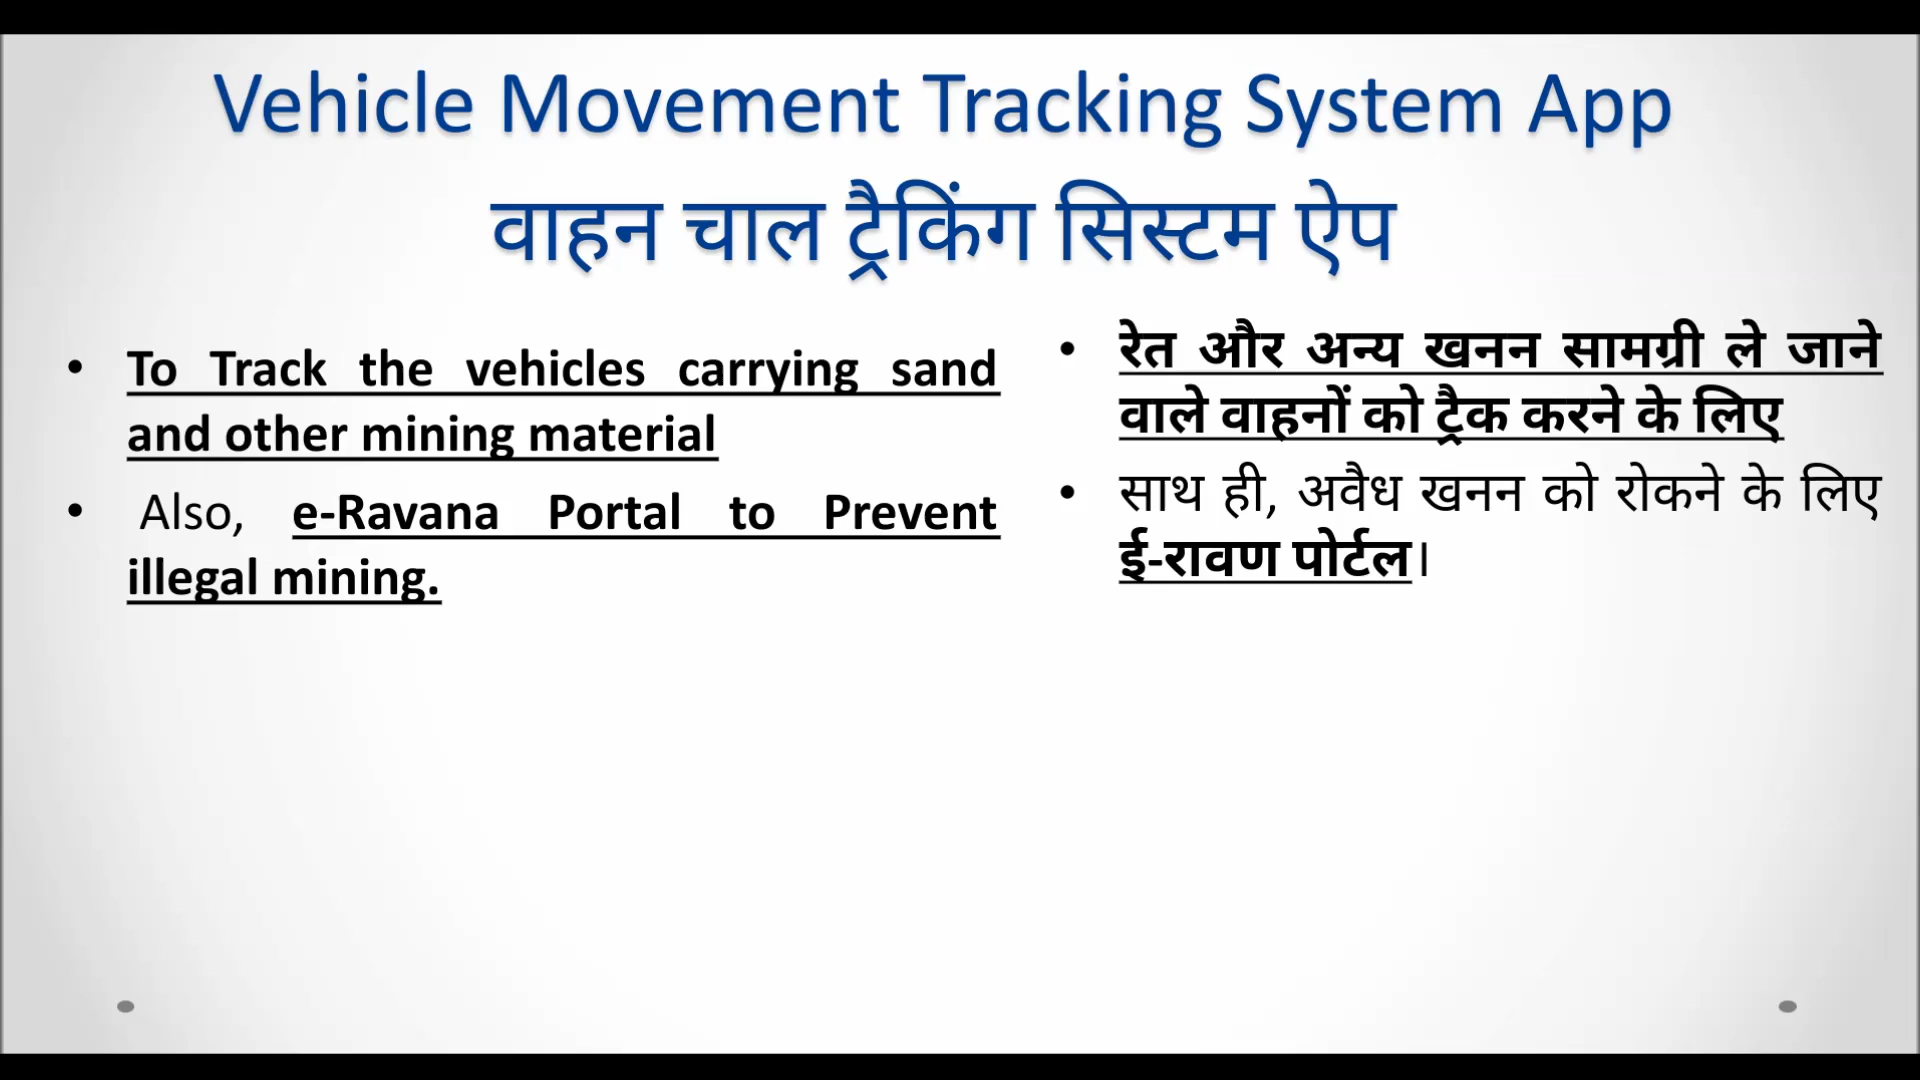 Vehicle Movement Tracking System App
वाहन चाल ट्रैकिंग सिस्टम ऐप
• To Track the vehicles carrying sand
and other mining material
• Also, e-Ravana Portal to Prevent
illegal mining.
• रेत और अन्य खनन सामग्री ले जाने
वाले वाहनों को ट्रैक करने के लिए
• साथ ही, अवैध खनन को रोकने के लिए
ई-रावण पोर्टल।